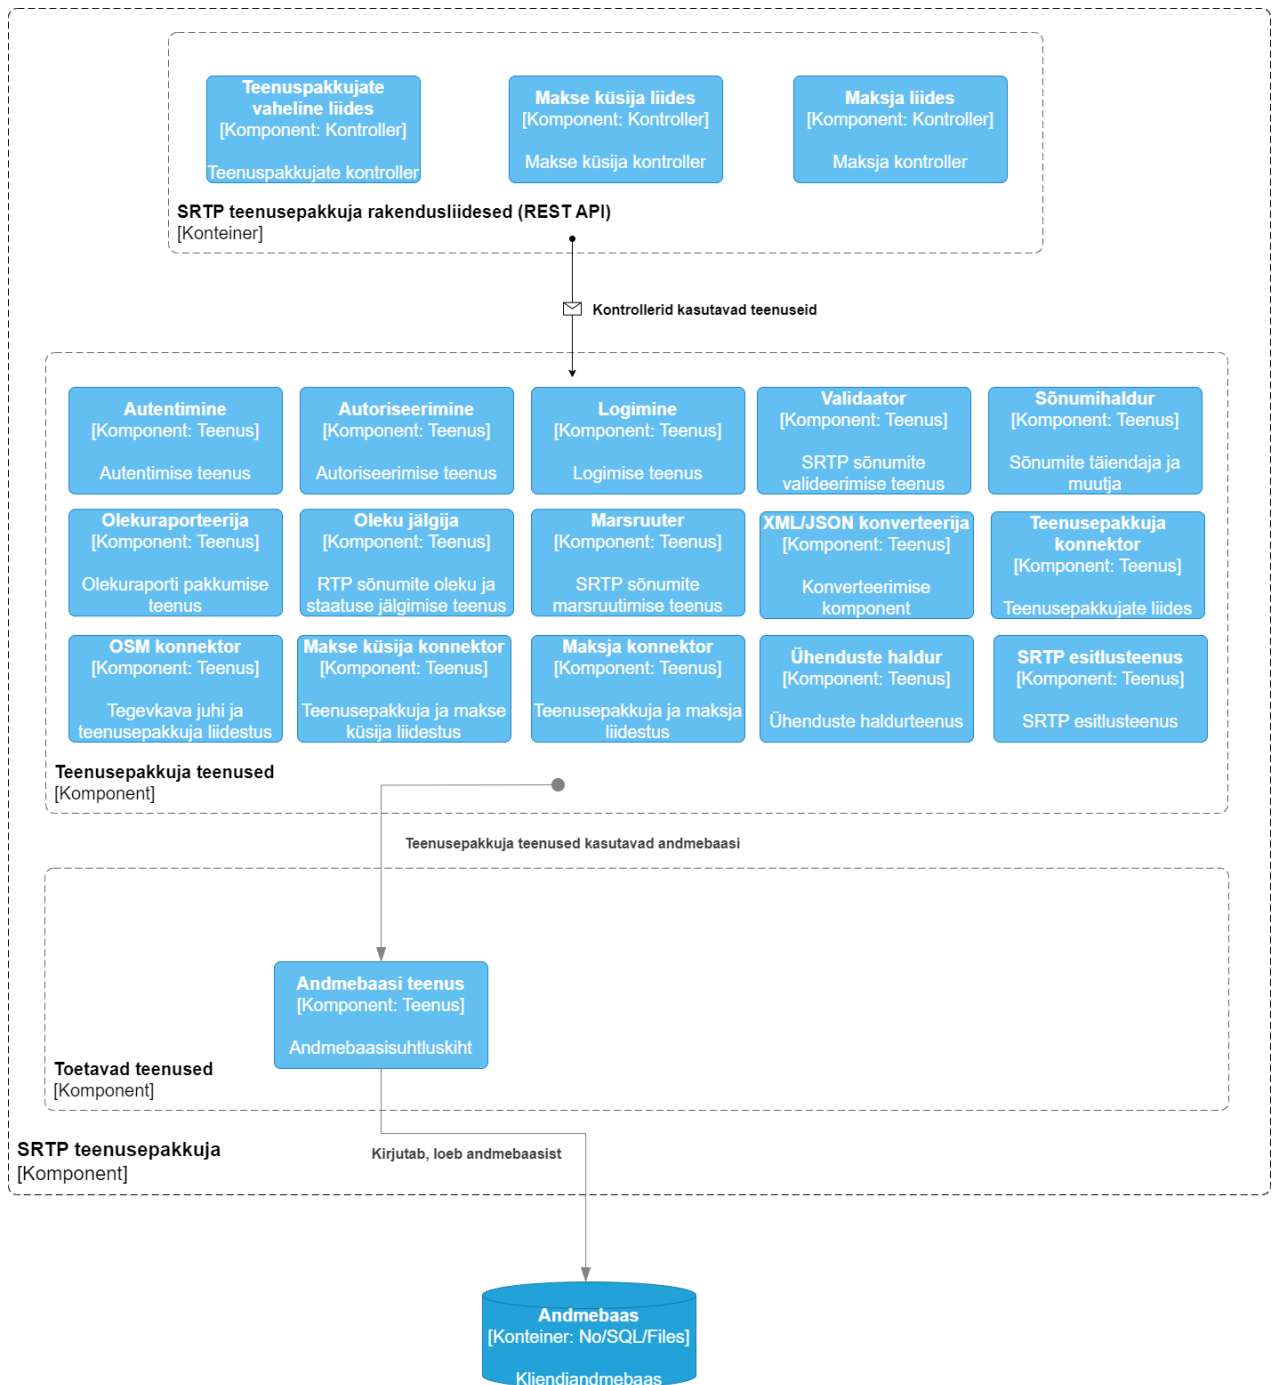 Teenuspakkujate
vaheline liides
[Komponent: Kontroller]
Teenuspakkujate kontroller
Makse küsija liides
[Komponent: Kontroller]
Makse küsija kontroller
Maksja liides
[Komponent: Kontroller]
Maksja kontroller
SRTP teenusepakkuja rakendusliidesed (REST API)
[Konteiner]
Kontrollerid kasutavad teenuseid
Autentimine
[Komponent: Teenus]
Autentimise teenus
Autoriseerimine
[Komponent: Teenus]
Autoriseerimise teenus
Logimine
[Komponent: Teenus]
Logimise teenus
Validaator
[Komponent: Teenus]
SRTP sõnumite
valideerimise teenus
Sõnumihaldur
[Komponent: Teenus]
Sõnumite täiendaja ja
muutja
Olekuraporteerija
[Komponent: Teenus]
Olekuraporti pakkumise
teenus
Oleku jälgija
[Komponent: Teenus]
RTP sõnumite oleku ja
staatuse jälgimise teenus
Marsruuter
[Komponent: Teenus]
SRTP sõnumite
marsruutimise teenus
XML/JSON konverteerija
[Komponent: Teenus]
Konverteerimise
komponent
Teenusepakkuja
konnektor
[Komponent: Teenus]
Teenusepakkujate liides
OSM konnektor
[Komponent: Teenus]
Tegevkava juhi ja
teenusepakkuja liidestus
Makse küsija konnektor
[Komponent: Teenus]
Teenusepakkuja ja makse
küsija liidestus
Maksja konnektor
[Komponent: Teenus]
Teenusepakkuja ja maksja
liidestus
Ühenduste haldur
[Komponent: Teenus]
Ühenduste haldurteenus
SRTP esitlusteenus
[Komponent: Teenus]
SRTP esitlusteenus
Teenusepakkuja teenused
[Komponent]
Teenusepakkuja teenused kasutavad andmebaasi
Andmebaasi teenus
[Komponent: Teenus]
Andmebaasisuhtluskiht
Toetavad teenused
[Komponent]
SRTP teenusepakkuja
[Komponent]
Kirjutab, loeb andmebaasist
Andmebaas
[Konteiner: No/SQL/Files]
Kliendiandmebaas